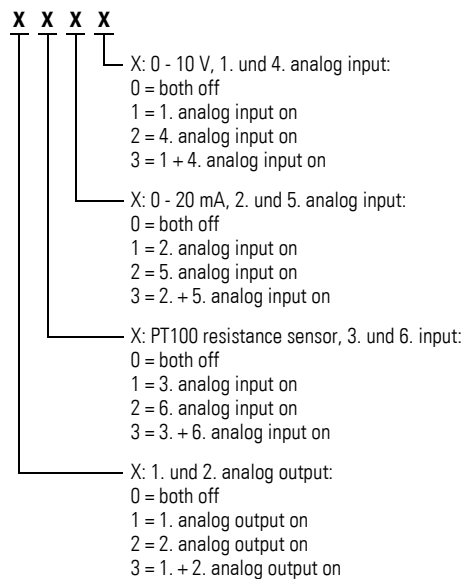 X X X X
X: 0 - 10 V, 1. und 4. analog input:
0 = both off
1 = 1. analog input on
2 = 4. analog input on
3 = 1 + 4. analog input on
X: 0 - 20 mA, 2. und 5. analog input:
0 = both off
1 = 2. analog input on
2 = 5. analog input on
3 = 2. + 5. analog input on
X: PT100 resistance sensor, 3. und 6. input:
0 = both off
1 = 3. analog input on
2 = 6. analog input on
3 = 3. + 6. analog input on
X: 1. und 2. analog output:
0 = both off
1 = 1. analog output on
2 = 2. analog output on
3 = 1. + 2. analog output on